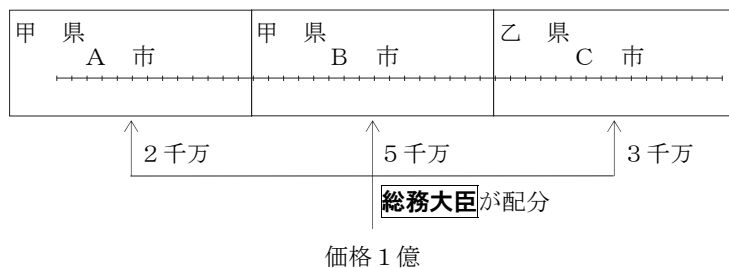 甲　県　甲　県　乙　県
Ａ　市　Ｂ　市　Ｃ　市
２千万　５千万　３千万
総務大臣が配分
価格１億